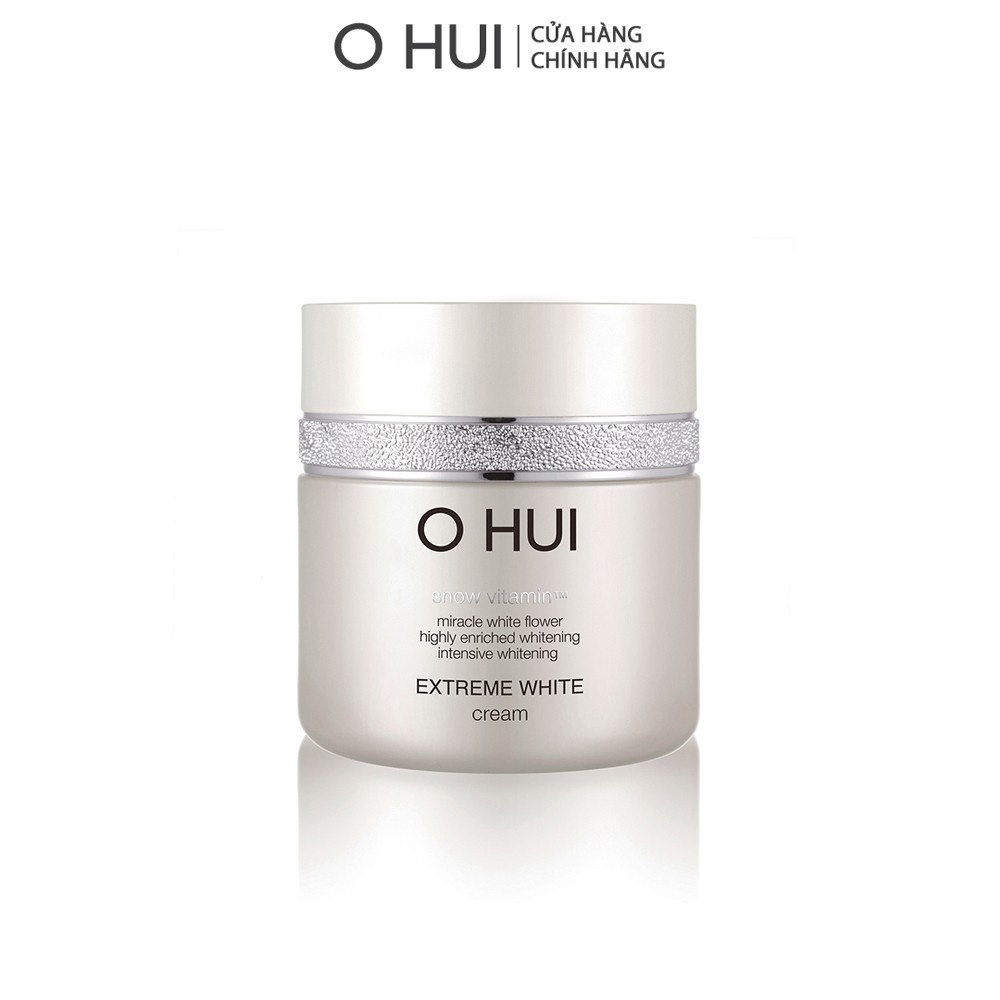 O HUI
CỬA HÀNG
CHÍNH HÃNG
O HUI
snow vitamin™
miracle white flower
highly enriched whitening
intensive whitening
EXTREME WHITE
cream